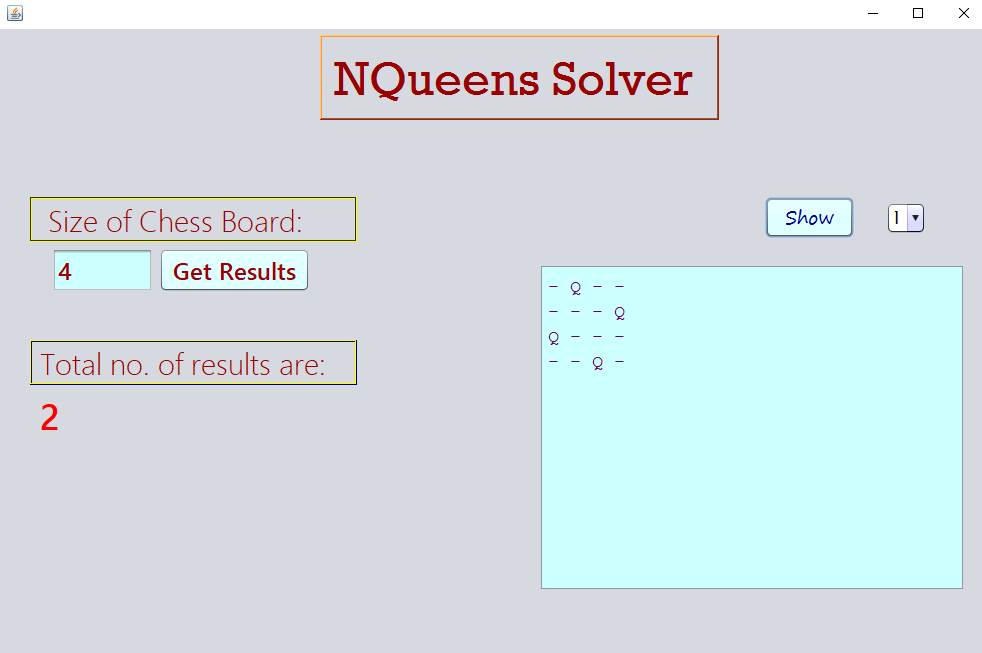 NQueens Solver
Size of Chess Board:
4 Get Results
Total no. of results are:
2
Show 1
- Q - -
- - - Q
Q - - -
- - Q -